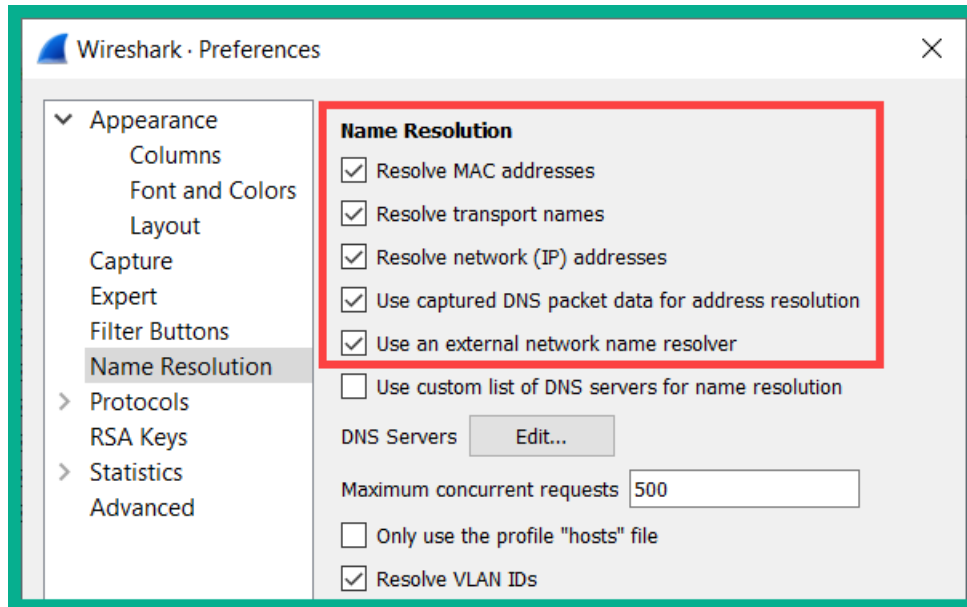 Wireshark · Preferences
Appearance
Columns
Font and Colors
Layout
Capture
Expert
Filter Buttons
Name Resolution
Protocols
RSA Keys
Statistics
Advanced
Name Resolution
Resolve MAC addresses
Resolve transport names
Resolve network (IP) addresses
Use captured DNS packet data for address resolution
Use an external network name resolver
Use custom list of DNS servers for name resolution
DNS Servers Edit...
Maximum concurrent requests 500
Only use the profile "hosts" file
Resolve VLAN IDs